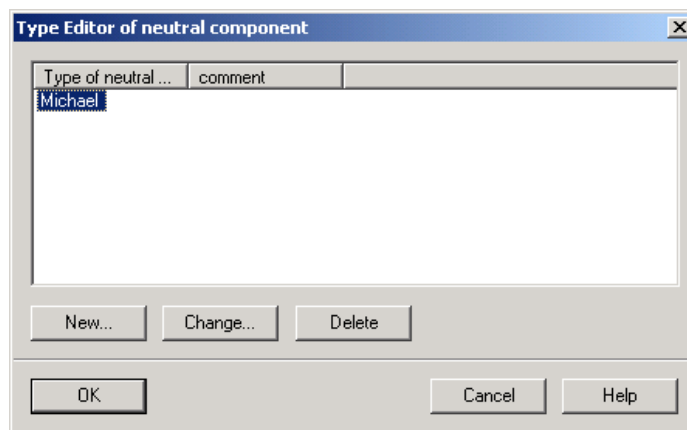 Type Editor of neutral component
Type of neutral ... comment
Michael
New... Change... Delete
OK Cancel Help